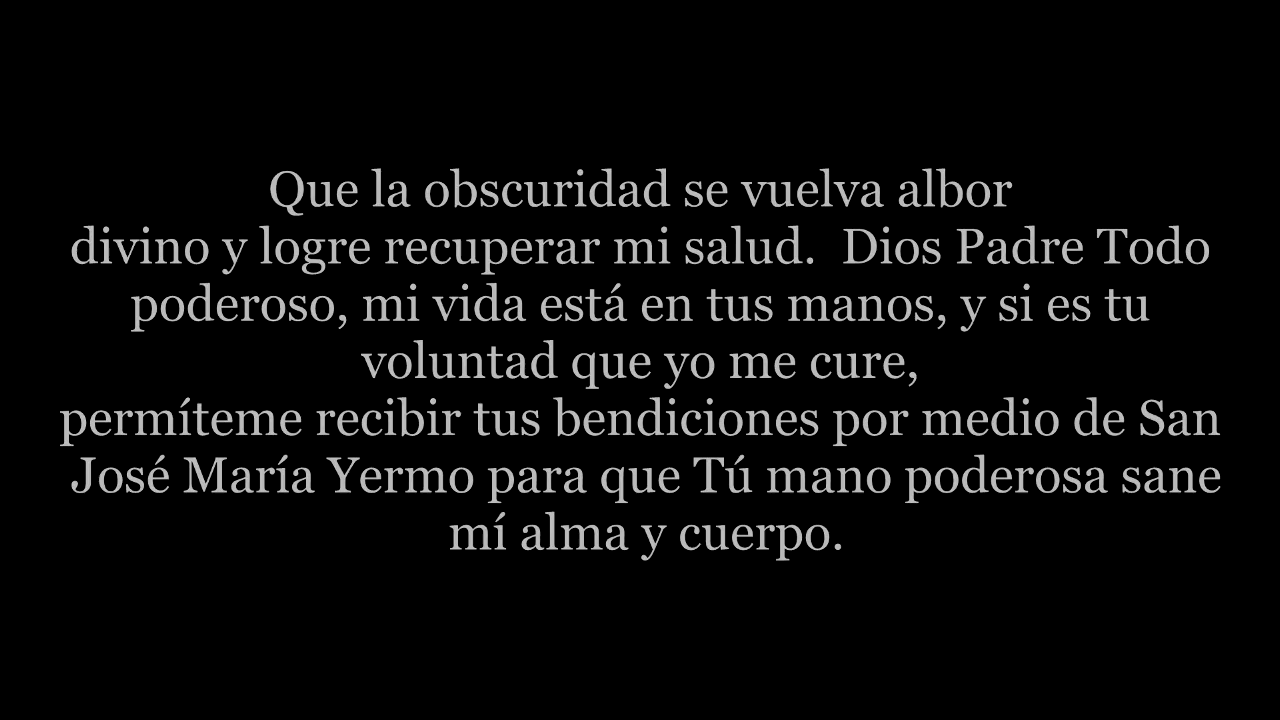 Que la obscuridad se vuelva albor
divino y logre recuperar mi salud.  Dios Padre Todo
poderoso, mi vida está en tus manos, y si es tu
voluntad que yo me cure,
permíteme recibir tus bendiciones por medio de San
José María Yermo para que Tú mano poderosa sane
mí alma y cuerpo.